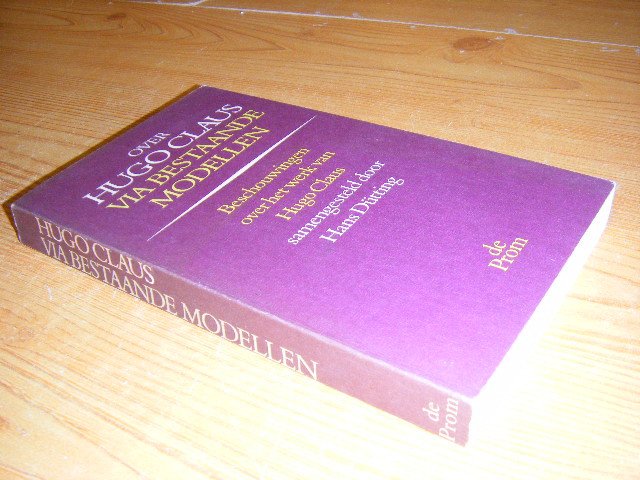 OVER
HUGO CLAUS
VIA BESTAANDE
MODELLEN
Beschouwingen
over het werk van
Hugo Claus
samengesteld door
Hans Dütting
de
Prom
HUGO CLAUS
VIA BESTAANDE MODELLEN
de
Prom